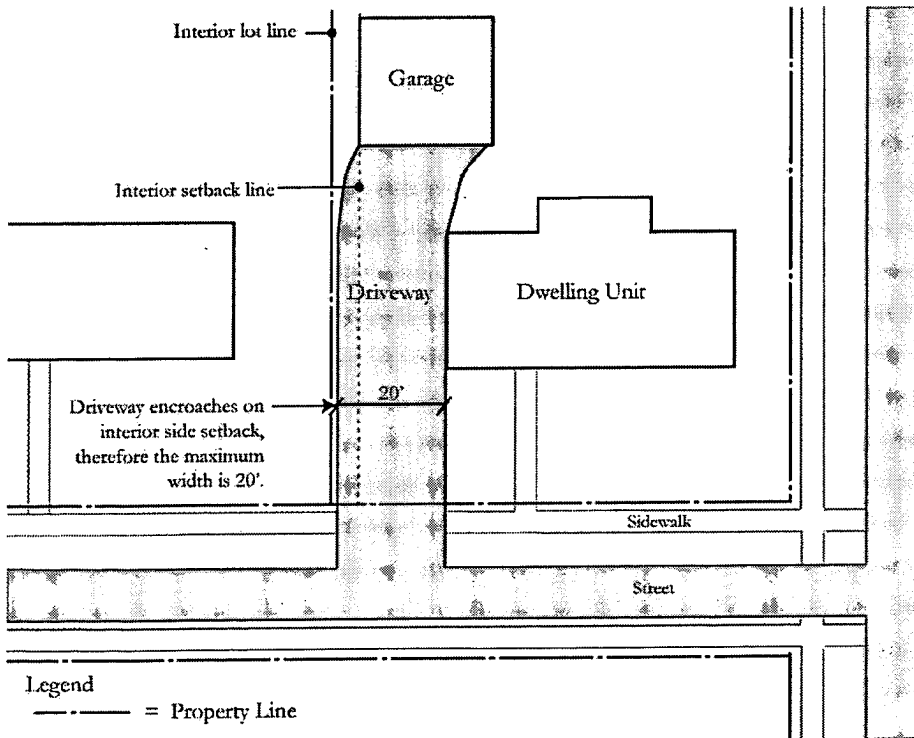 Interior lot line
Garage
Interior setback line
Driveway
Dwelling Unit
20'
Driveway encroaches on
interior side setback,
therefore the maximum
width is 20'.
Sidewalk
Street
Legend
= Property Line